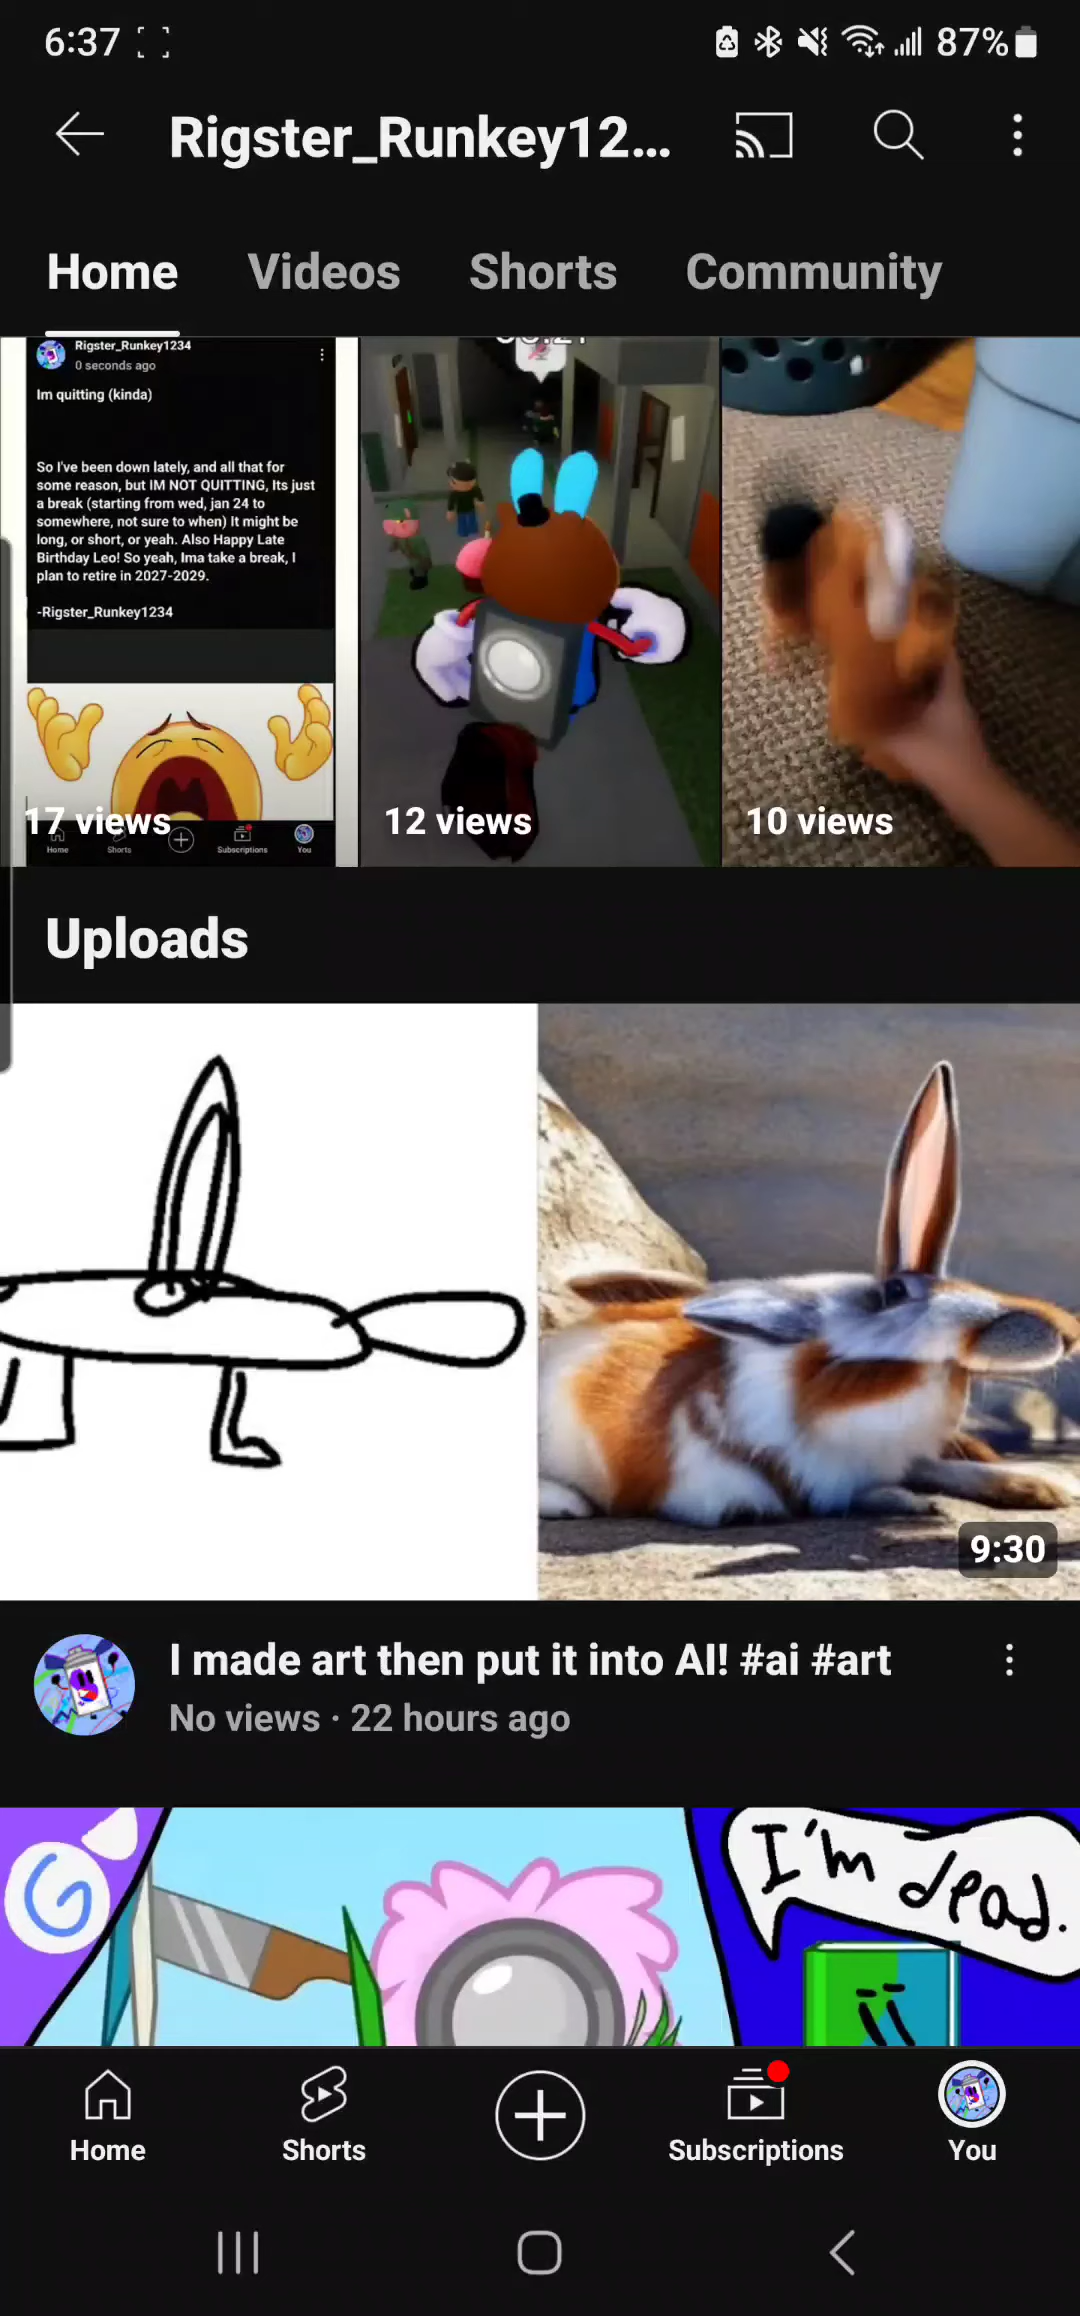 6:37 87%
Rigster_Runkey12...
Home Videos Shorts Community
Rigster_Runkey1234
0 seconds ago
Im quitting (kinda)
So I've been down lately, and all that for
some reason, but IM NOT QUITTING, Its just
a break (starting from wed, jan 24 to
somewhere, not sure to when) It might be
long, or short, or yeah. Also Happy Late
Birthday Leo! So yeah, Ima take a break, I
plan to retire in 2027-2029.
-Rigster_Runkey1234
17 views
Home Shorts Subscriptions You
12 views
10 views
Uploads
9:30
I made art then put it into AI! #ai #art
No views · 22 hours ago
G
I'm dead.
Home Shorts Subscriptions You